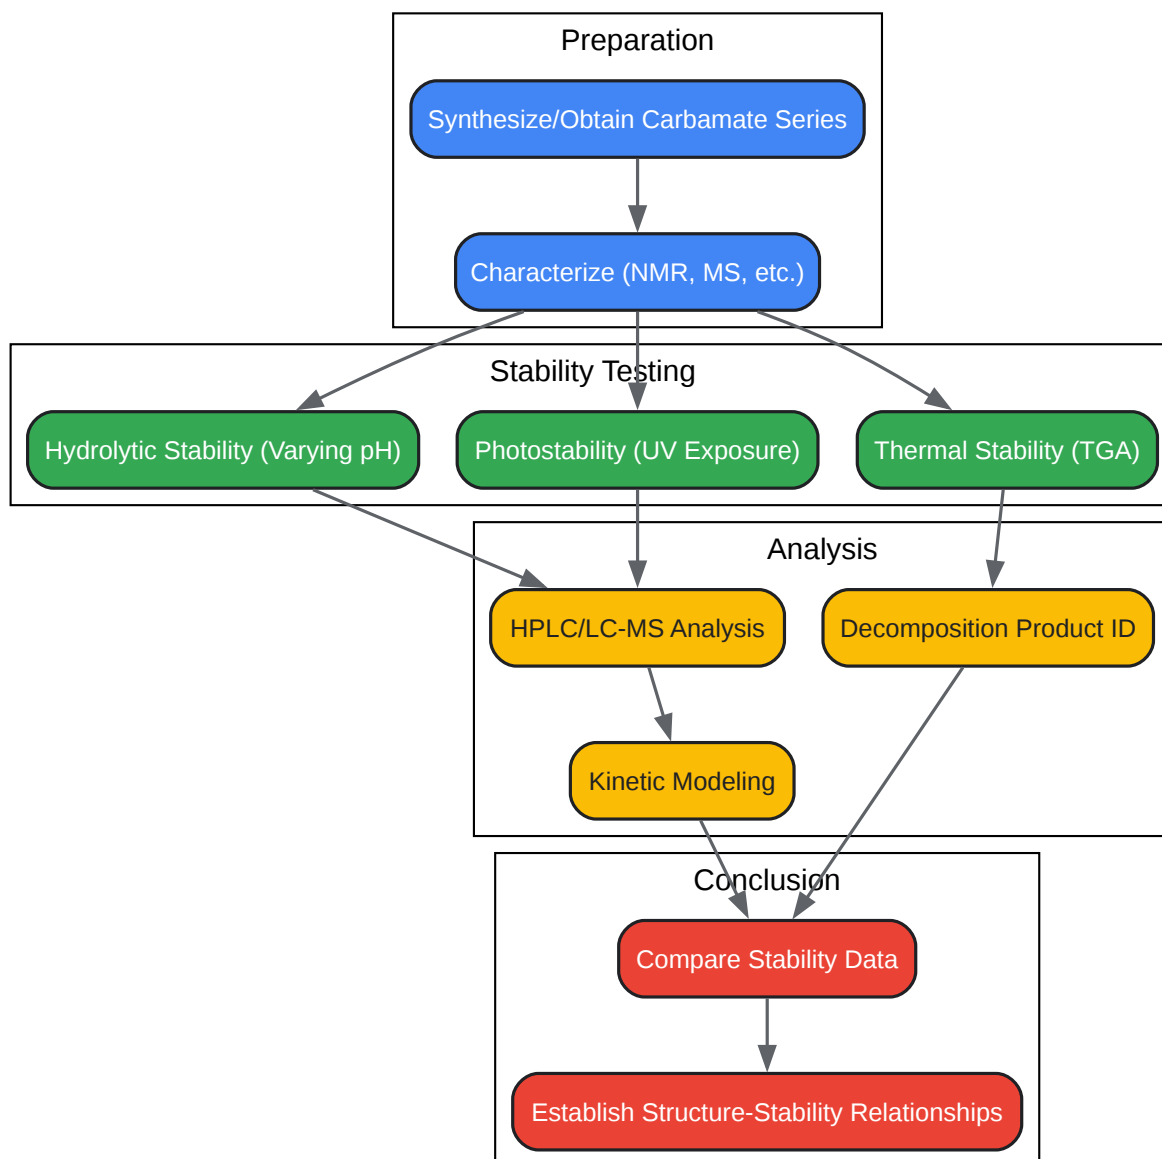 Preparation
Synthesize/Obtain Carbamate Series
Characterize (NMR, MS, etc.)
Stability Testing
Hydrolytic Stability (Varying pH)
Photostability (UV Exposure)
Thermal Stability (TGA)
Analysis
HPLC/LC-MS Analysis
Decomposition Product ID
Kinetic Modeling
Conclusion
Compare Stability Data
Establish Structure-Stability Relationships